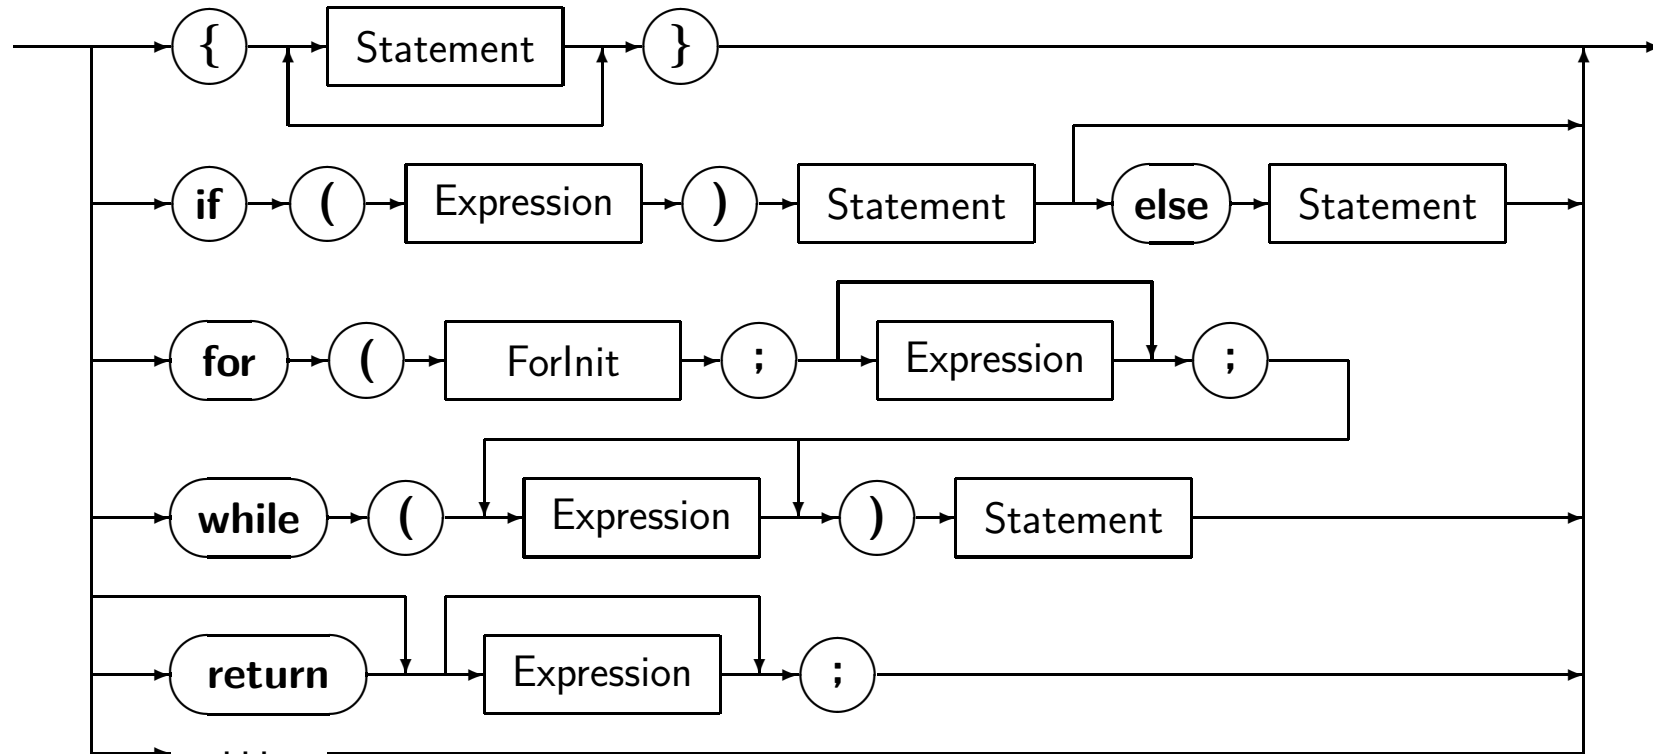 { Statement }
if ( Expression ) Statement else Statement
for ( ForInit ; Expression ; 
while ( Expression ) Statement
return Expression ;